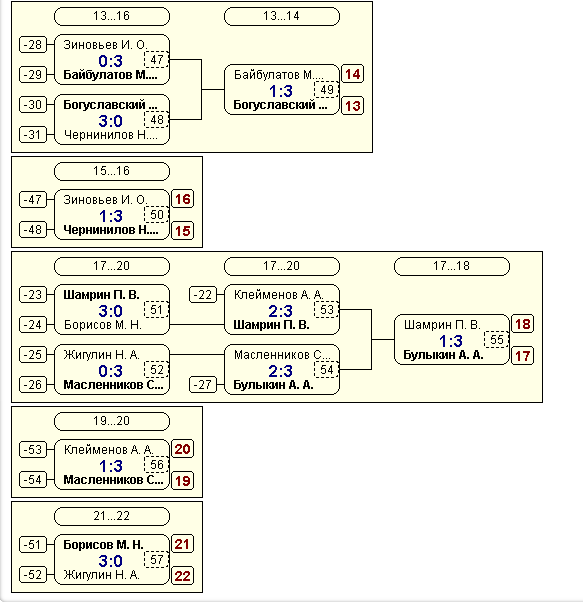 13...16
13...14
-28
Зиновьев И. О.
0:3
47
-29
Байбулатов М....
Байбулатов М....
14
1:3
49
-30
Богуславский ...
Богуславский ...
13
3:0
48
-31
Чернинилов Н....
15...16
-47
Зиновьев И. О.
16
1:3
50
-48
Чернинилов Н....
15
17...20
17...20
17...18
-23
Шамрин П. В.
-22
Клейменов А. А.
3:0
51
2:3
53
-24
Борисов М. Н.
Шамрин П. В.
Шамрин П. В.
18
1:3
55
-25
Жигулин Н. А.
Масленников С...
Булыкин А. А.
17
0:3
52
2:3
54
-26
Масленников С...
-27
Булыкин А. А.
19...20
-53
Клейменов А. А.
20
1:3
56
-54
Масленников С...
19
21...22
-51
Борисов М. Н.
21
3:0
57
-52
Жигулин Н. А.
22